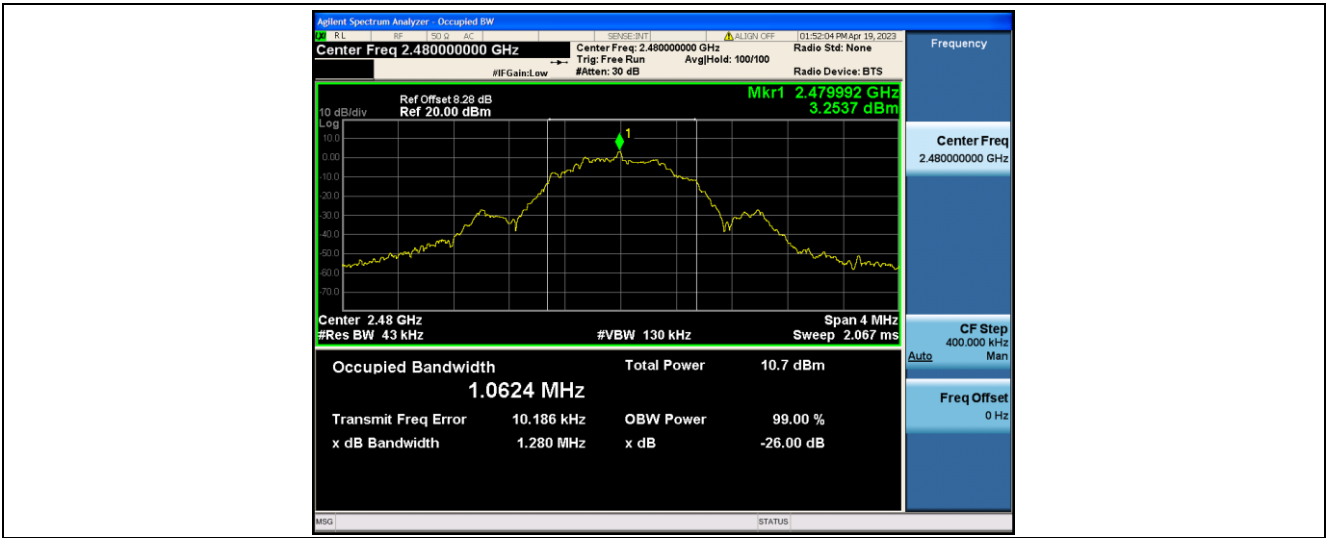 Agilent Spectrum Analyzer - Occupied BW
LXI RL RF 50 Ω AC SENSE:INT ALIGN OFF 01:52:04 PM Apr 19, 2023
Center Freq 2.480000000 GHz Center Freq: 2.480000000 GHz Radio Std: None
Trig: Free Run Avg|Hold: 100/100
#IFGain:Low #Atten: 30 dB Radio Device: BTS
Frequency
Mkr1 2.479992 GHz
3.2537 dBm
Ref Offset 8.28 dB
10 dB/div Ref 20.00 dBm
Log
10.0
0.00
-10.0
-20.0
-30.0
-40.0
-50.0
-60.0
-70.0
1
Center 2.48 GHz Span 4 MHz
#Res BW 43 kHz #VBW 130 kHz Sweep 2.067 ms
Center Freq
2.480000000 GHz
CF Step
400.000 kHz
Auto Man
Freq Offset
0 Hz
Occupied Bandwidth Total Power 10.7 dBm
1.0624 MHz
Transmit Freq Error 10.186 kHz OBW Power 99.00 %
x dB Bandwidth 1.280 MHz x dB -26.00 dB
MSG STATUS